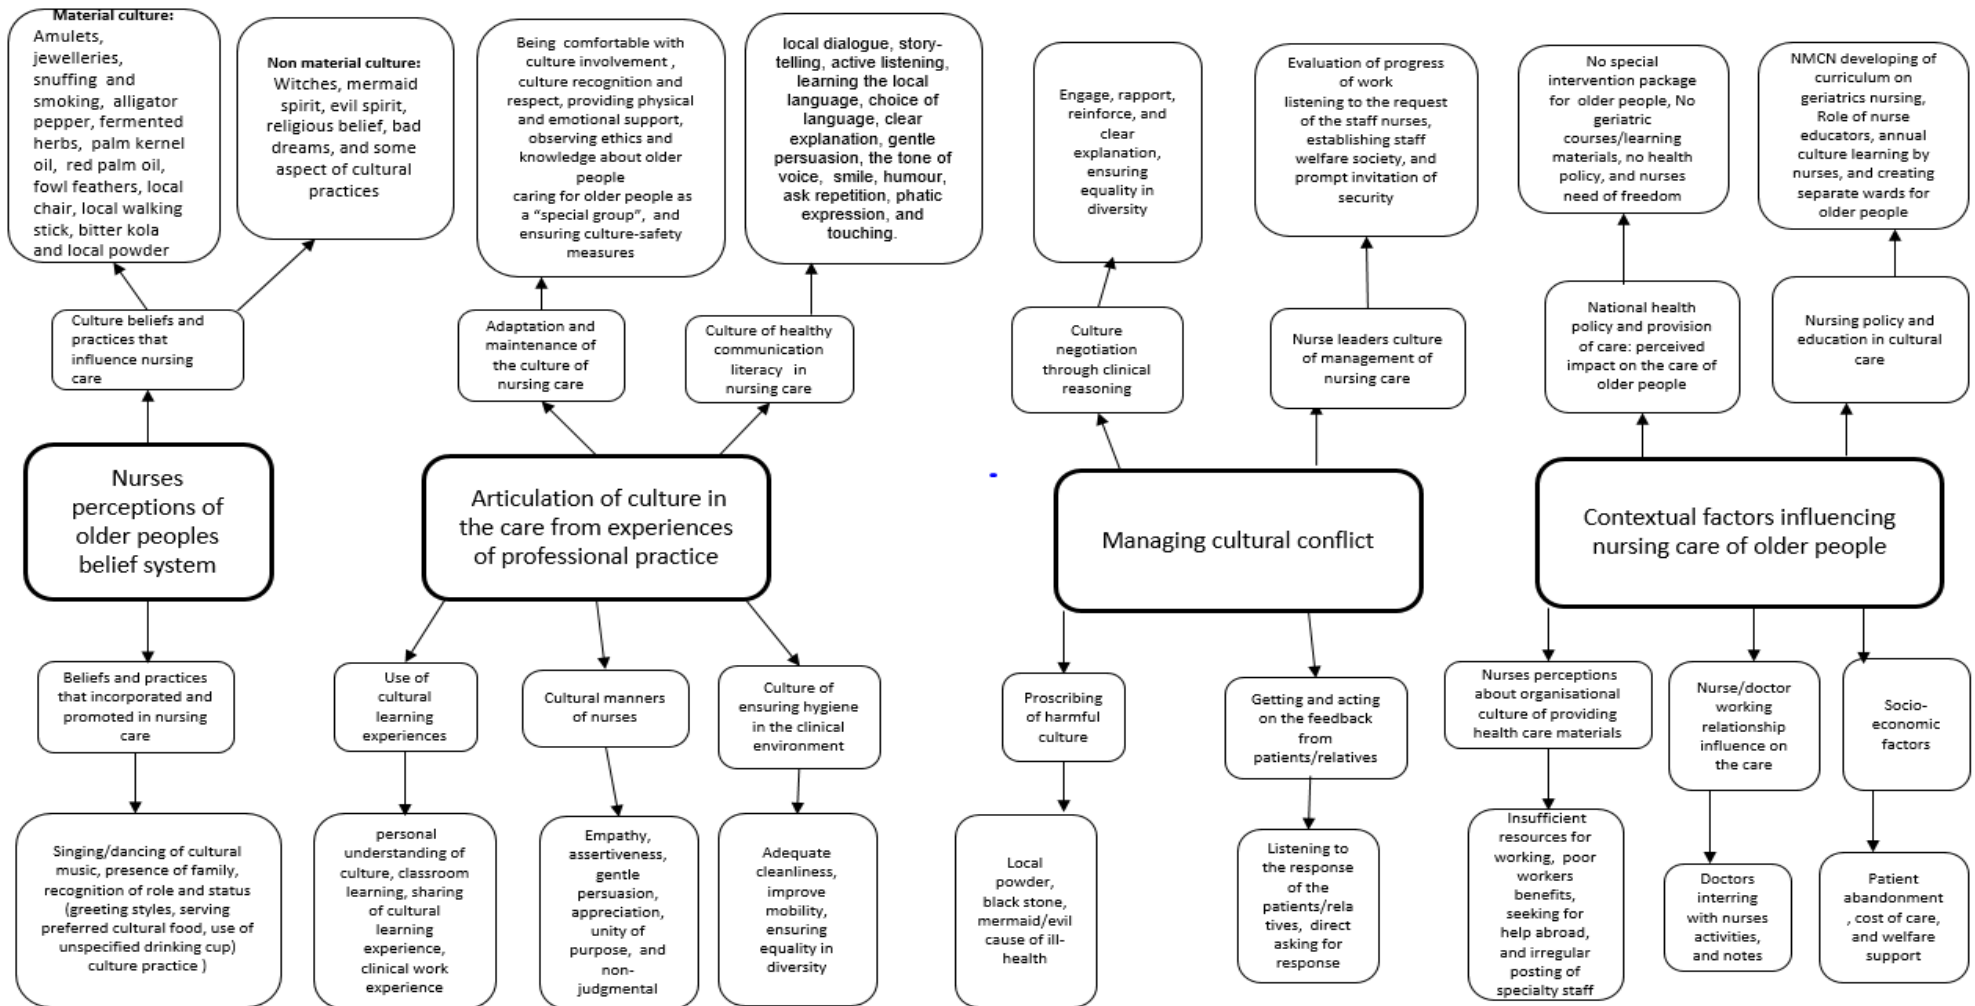 Material culture:
Amulets,
jewelleries,
snuffing and
smoking, alligator
pepper, fermented
herbs, palm kernel
oil, red palm oil,
fowl feathers, local
chair, local walking
stick, bitter kola
and local powder
Non material culture:
Witches, mermaid
spirit, evil spirit,
religious belief, bad
dreams, and some
aspect of cultural
practices
Being comfortable with
culture involvement ,
culture recognition and
respect, providing physical
and emotional support,
observing ethics and
knowledge about older
people
caring for older people as
a “special group”, and
ensuring culture-safety
measures
local dialogue, story-
telling, active listening,
learning the local
language, choice of
language, clear
explanation, gentle
persuasion, the tone of
voice, smile, humour,
ask repetition, phatic
expression, and
touching.
Engage, rapport,
reinforce, and
clear
explanation,
ensuring
equality in
diversity
Evaluation of progress
of work
listening to the request
of the staff nurses,
establishing staff
welfare society, and
prompt invitation of
security
No special
intervention package
for older people, No
geriatric
courses/learning
materials, no health
policy, and nurses
need of freedom
NMCN developing of
curriculum on
geriatrics nursing,
Role of nurse
educators, annual
culture learning by
nurses, and creating
separate wards for
older people
Culture beliefs and
practices that
influence nursing
care
Adaptation and
maintenance of
the culture of
nursing care
Culture of healthy
communication
literacy in
nursing care
Culture
negotiation
through clinical
reasoning
Nurse leaders culture
of management of
nursing care
National health
policy and provision
of care: perceived
impact on the care of
older people
Nursing policy and
education in cultural
care
Nurses
perceptions of
older peoples
belief system
Articulation of culture in
the care from experiences
of professional practice
Managing cultural conflict
Contextual factors influencing
nursing care of older people
Beliefs and practices
that incorporated and
promoted in nursing
care
Use of
cultural
learning
experiences
Cultural manners
of nurses
Culture of
ensuring hygiene
in the clinical
environment
Proscribing
of harmful
culture
Getting and acting
on the feedback
from
patients/relatives
Nurses perceptions
about organisational
culture of providing
health care materials
Nurse/doctor
working
relationship
influence on
the care
Socio-
economic
factors
Singing/dancing of cultural
music, presence of family,
recognition of role and status
(greeting styles, serving
preferred cultural food, use of
unspecified drinking cup)
culture practice )
personal
understanding of
culture, classroom
learning, sharing
of cultural
learning
experience,
clinical work
experience
Empathy,
assertiveness,
gentle
persuasion,
appreciation,
unity of
purpose, and
non-
judgmental
Adequate
cleanliness,
improve
mobility,
ensuring
equality in
diversity
Local
powder,
black stone,
mermaid/evil
cause of ill-
health
Listening to
the response
of the
patients/rela
tives, direct
asking for
response
Insufficient
resources for
working, poor
workers
benefits,
seeking for
help abroad,
and irregular
posting of
specialty staff
Doctors
interring
with nurses
activities,
and notes
Patient
abandonment
, cost of care,
and welfare
support